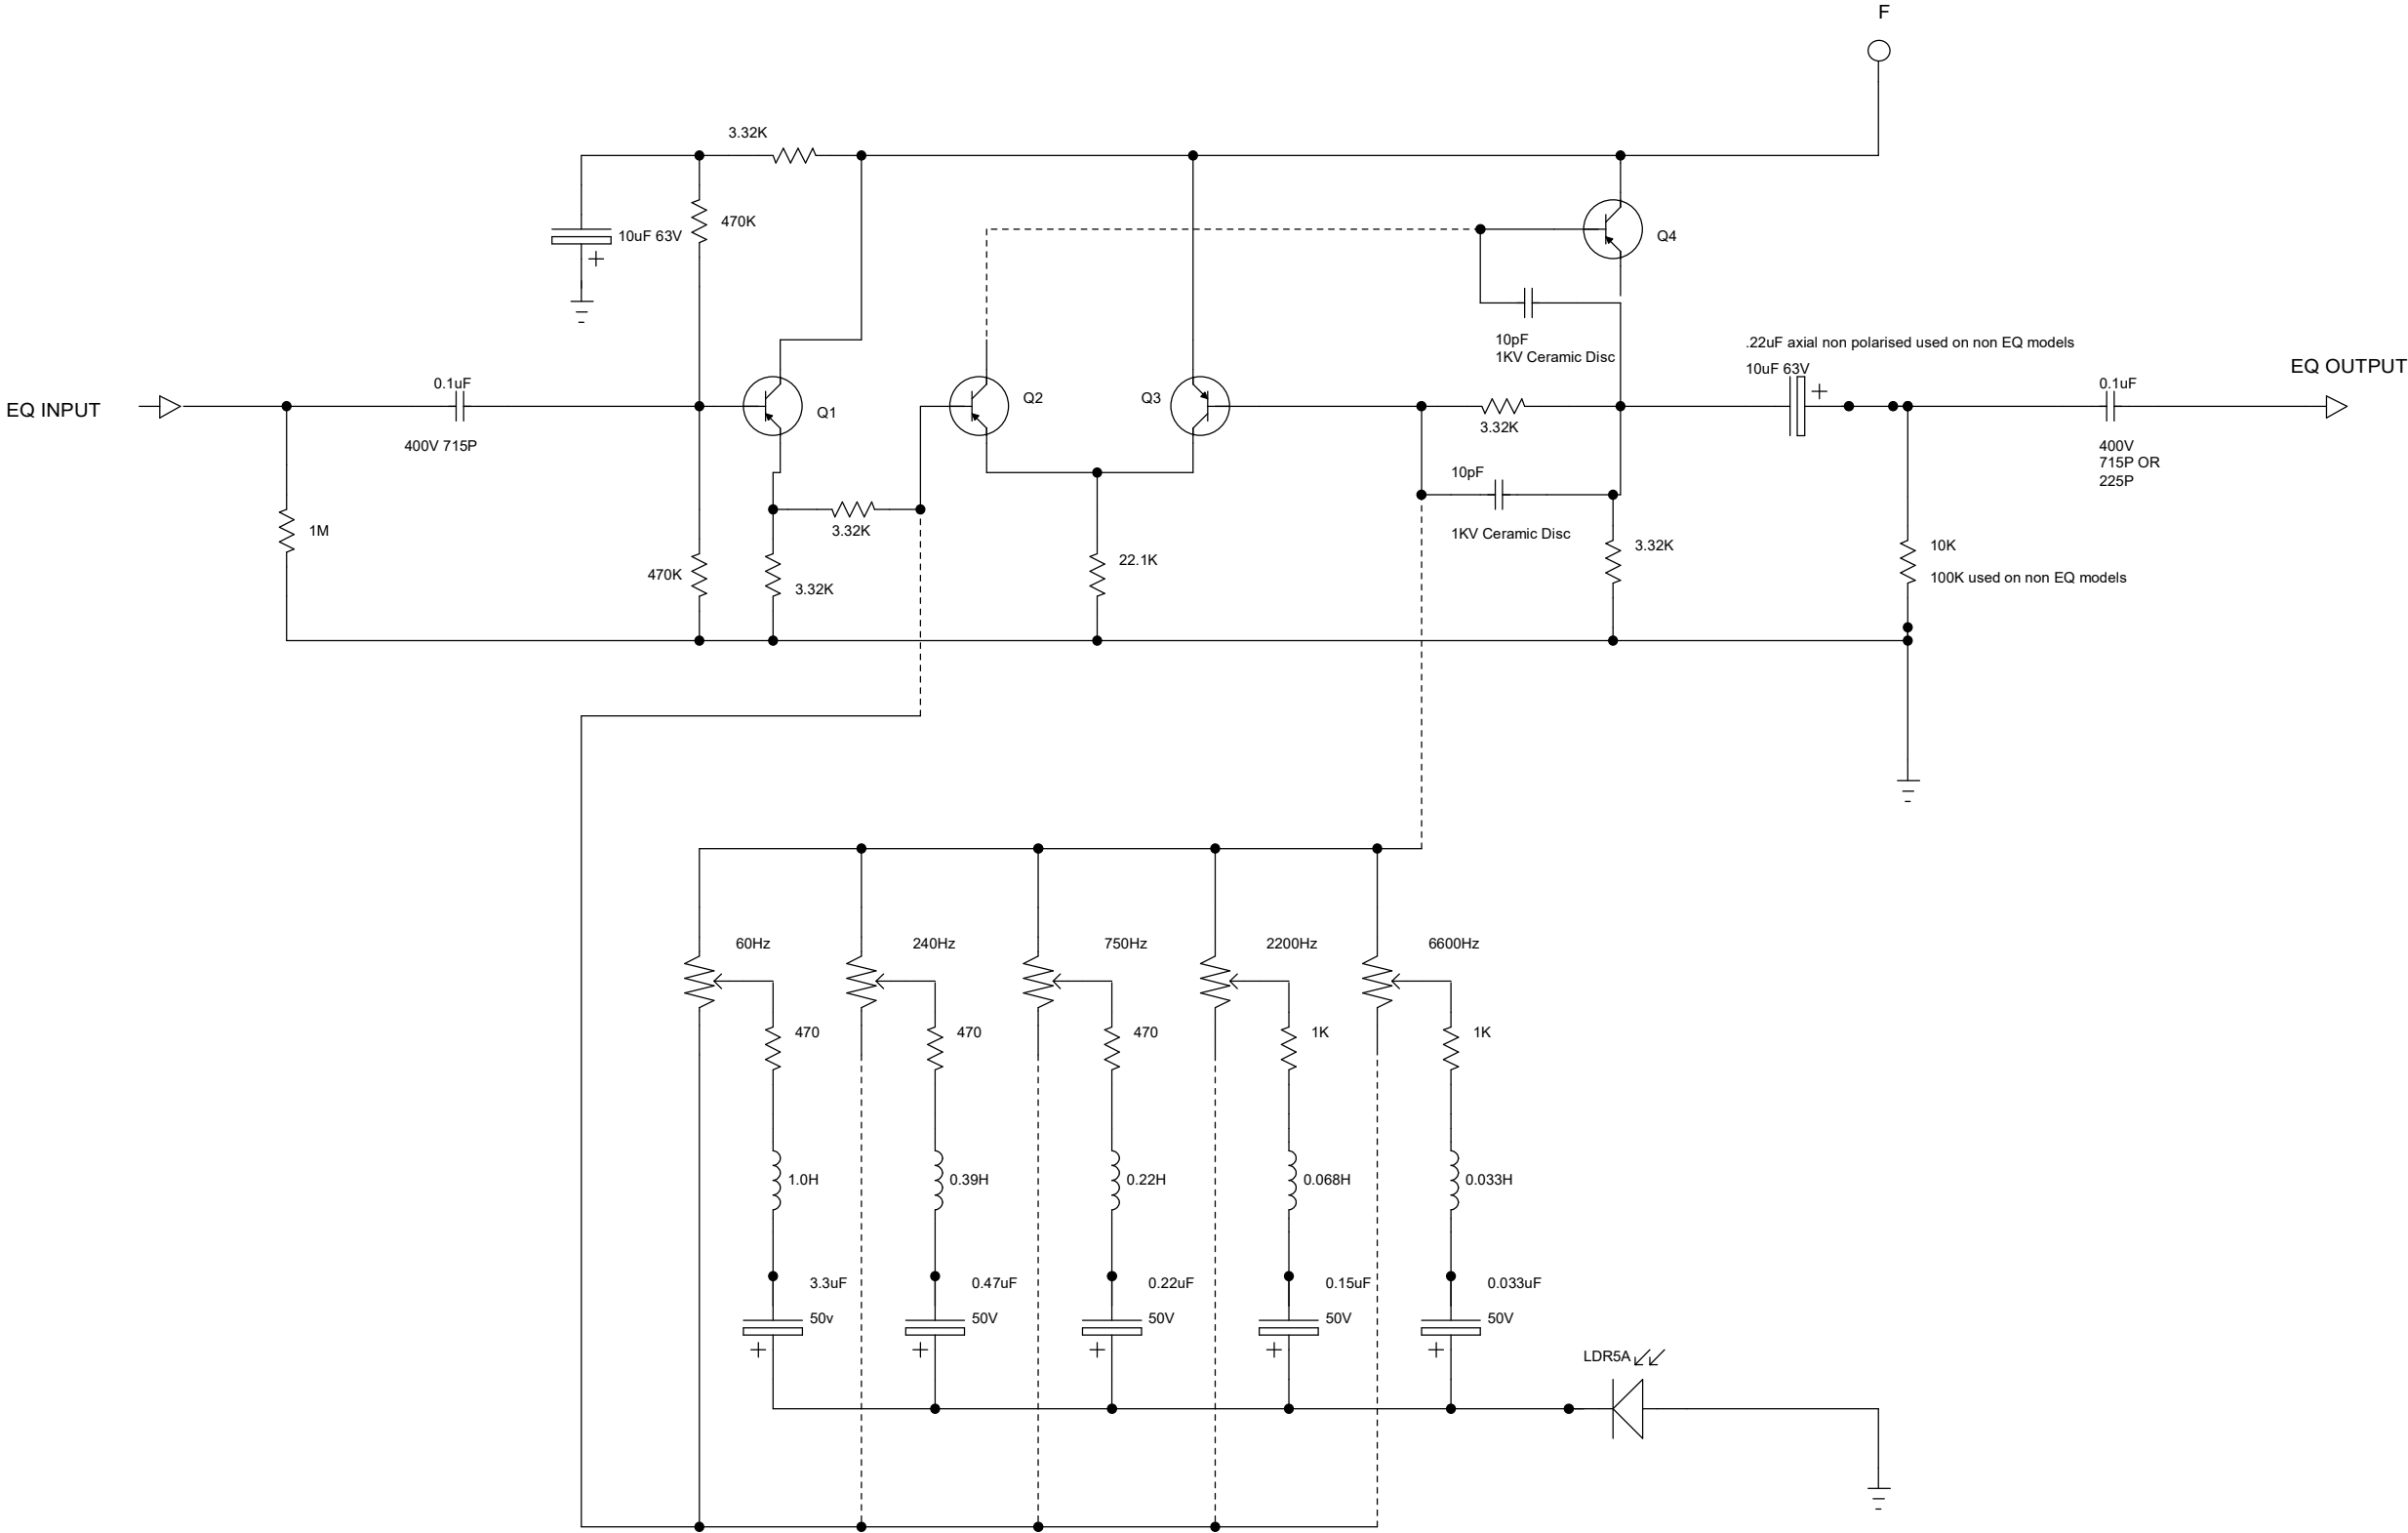 F
3.32K
470K
10uF 63V
Q4
10pF
1KV Ceramic Disc
.22uF axial non polarised used on non EQ models
10uF 63V
EQ OUTPUT
EQ INPUT
0.1uF
400V 715P
Q1
Q2
Q3
3.32K
0.1uF
400V
715P OR
225P
10pF
1KV Ceramic Disc
1M
3.32K
470K
3.32K
22.1K
3.32K
10K
100K used on non EQ models
60Hz
240Hz
750Hz
2200Hz
6600Hz
470
470
470
1K
1K
1.0H
0.39H
0.22H
0.068H
0.033H
3.3uF
50v
0.47uF
50V
0.22uF
50V
0.15uF
50V
0.033uF
50V
LDR5A